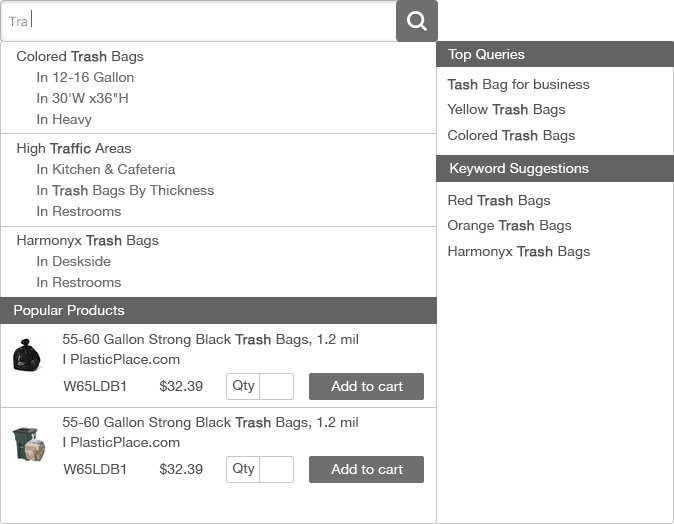 Tra
Colored Trash Bags
In 12-16 Gallon
In 30'W x36"H
In Heavy
High Traffic Areas
In Kitchen & Cafeteria
In Trash Bags By Thickness
In Restrooms
Harmonyx Trash Bags
In Deskside
In Restrooms
Popular Products
55-60 Gallon Strong Black Trash Bags, 1.2 mil
I PlasticPlace.com
W65LDB1 $32.39 Qty Add to cart
55-60 Gallon Strong Black Trash Bags, 1.2 mil
I PlasticPlace.com
W65LDB1 $32.39 Qty Add to cart
Top Queries
Tash Bag for business
Yellow Trash Bags
Colored Trash Bags
Keyword Suggestions
Red Trash Bags
Orange Trash Bags
Harmonyx Trash Bags